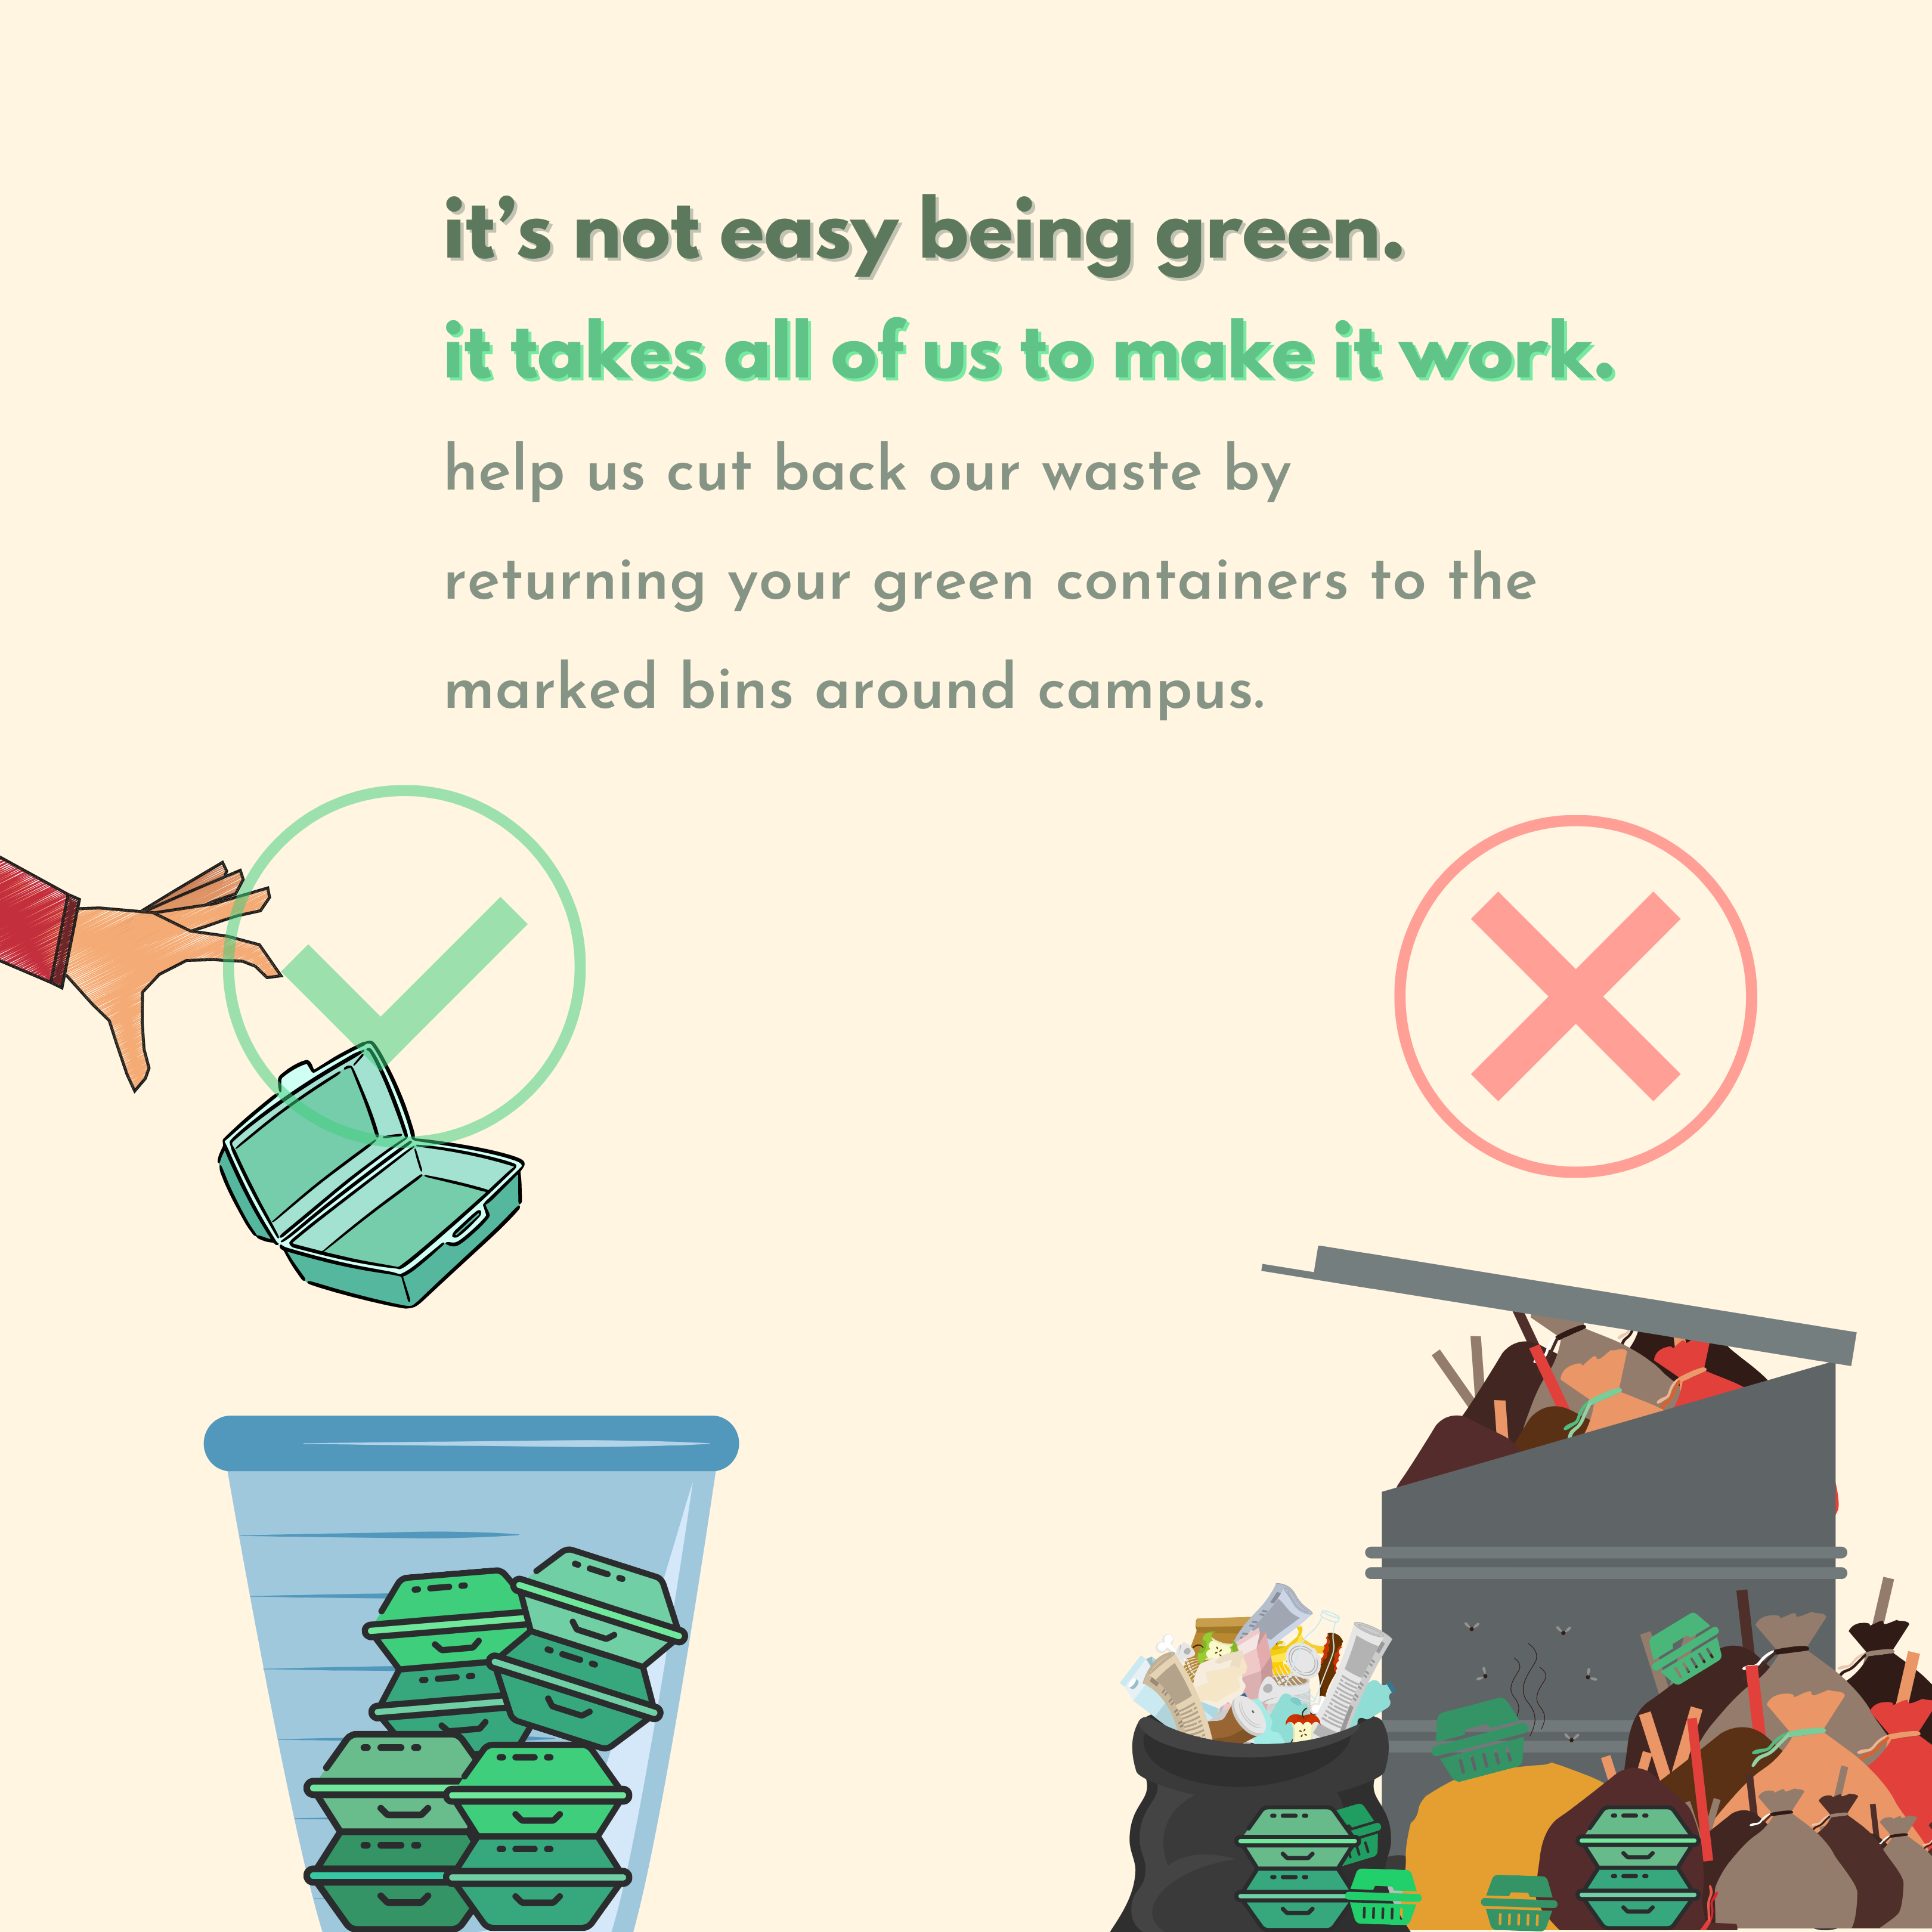 it’s not easy being green.
it takes all of us to make it work.
help us cut back our waste by
returning your green containers to the
marked bins around campus.